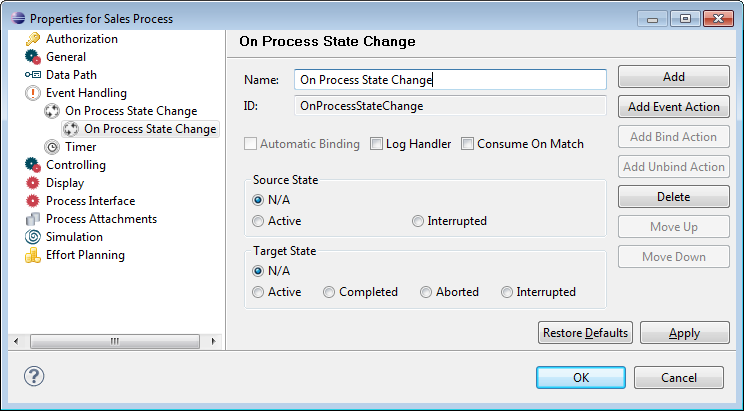 Properties for Sales Process
Authorization
General
Data Path
Event Handling
On Process State Change
On Process State Change
Timer
Controlling
Display
Process Interface
Process Attachments
Simulation
Effort Planning
On Process State Change
Name: On Process State Change
ID: OnProcessStateChange
Automatic Binding Log Handler Consume On Match
Source State
N/A
Active Interrupted
Target State
N/A
Active Completed Aborted Interrupted
Add
Add Event Action
Add Bind Action
Add Unbind Action
Delete
Move Up
Move Down
Restore Defaults Apply
? OK Cancel